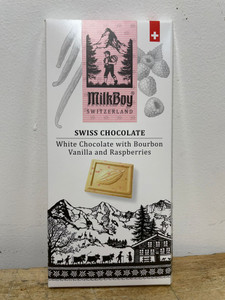 MilkBoy®
SWITZERLAND
SWISS CHOCOLATE
White Chocolate with Bourbon
Vanilla and Raspberries